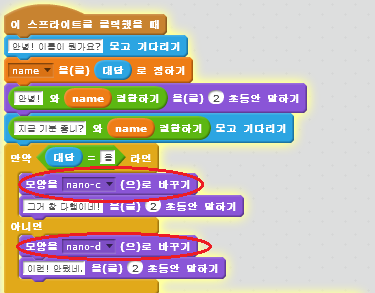 이 스프라이트를 클릭했을 때
안녕! 이름이 뭔가요? 묻고 기다리기
name 을(를) 대답 로 정하기
안녕! 와 name 결합하기 을(를) 2 초동안 말하기
지금 기분 좋니? 와 name 결합하기 묻고 기다리기
만약 대답 = 응 라면
모양을 nano-c (으)로 바꾸기
그거 참 다행이네! 을(를) 2 초동안 말하기
아니면
모양을 nano-d (으)로 바꾸기
이런! 안됐네. 을(를) 2 초동안 말하기